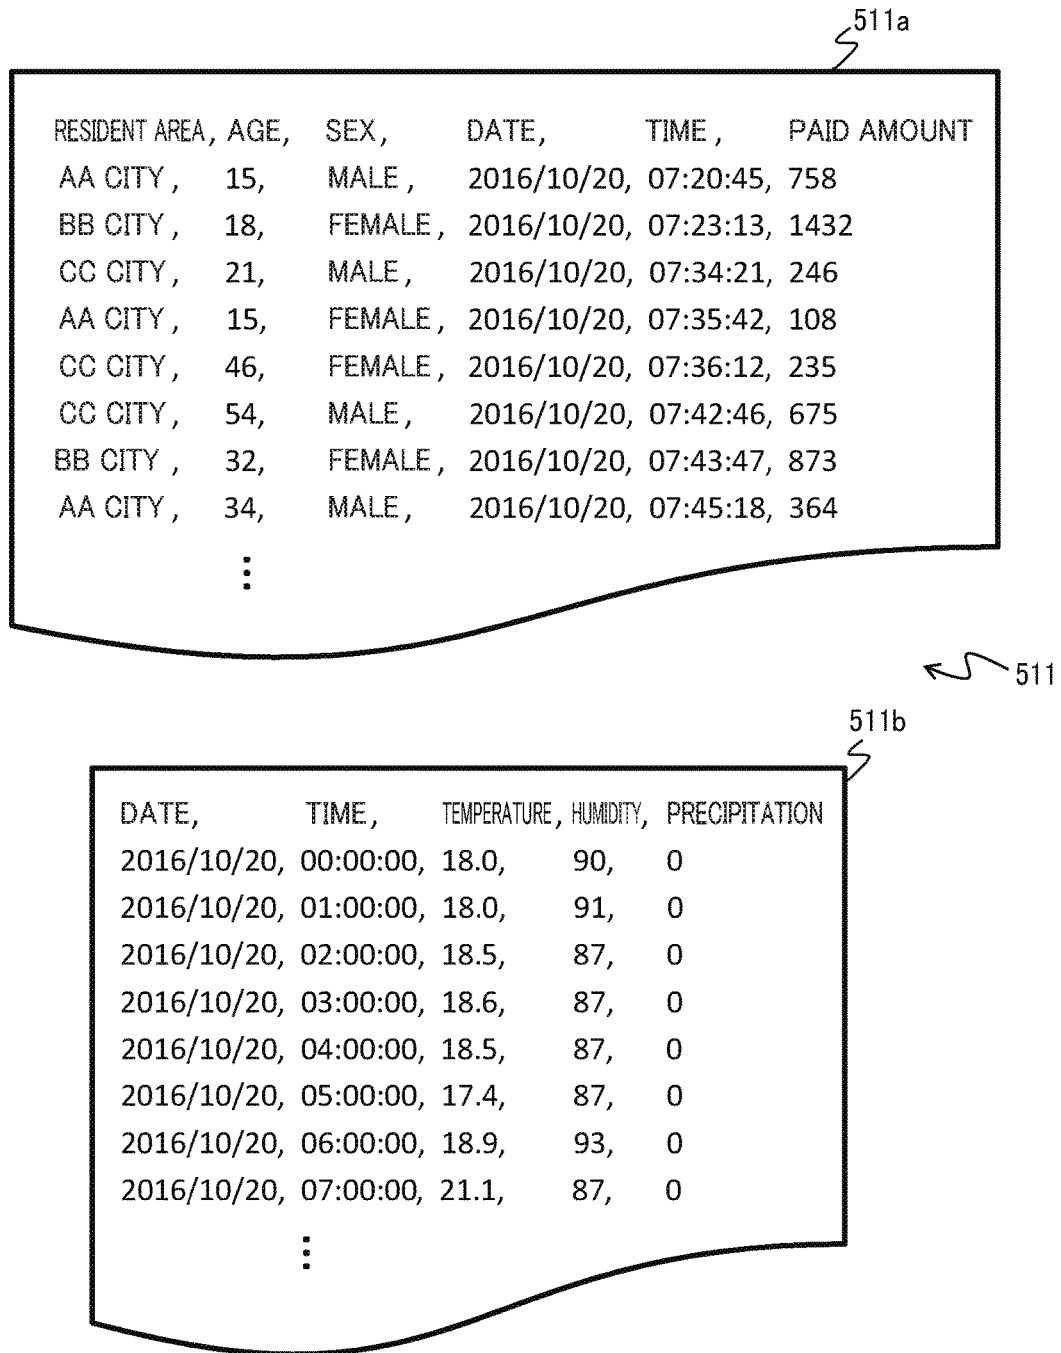 511a
RESIDENT AREA, AGE, SEX, DATE, TIME, PAID AMOUNT
AA CITY, 15, MALE, 2016/10/20, 07:20:45, 758
BB CITY, 18, FEMALE, 2016/10/20, 07:23:13, 1432
CC CITY, 21, MALE, 2016/10/20, 07:34:21, 246
AA CITY, 15, FEMALE, 2016/10/20, 07:35:42, 108
CC CITY, 46, FEMALE, 2016/10/20, 07:36:12, 235
CC CITY, 54, MALE, 2016/10/20, 07:42:46, 675
BB CITY, 32, FEMALE, 2016/10/20, 07:43:47, 873
AA CITY, 34, MALE, 2016/10/20, 07:45:18, 364
⋮
511
511b
DATE, TIME, TEMPERATURE, HUMIDITY, PRECIPITATION
2016/10/20, 00:00:00, 18.0, 90, 0
2016/10/20, 01:00:00, 18.0, 91, 0
2016/10/20, 02:00:00, 18.5, 87, 0
2016/10/20, 03:00:00, 18.6, 87, 0
2016/10/20, 04:00:00, 18.5, 87, 0
2016/10/20, 05:00:00, 17.4, 87, 0
2016/10/20, 06:00:00, 18.9, 93, 0
2016/10/20, 07:00:00, 21.1, 87, 0
⋮